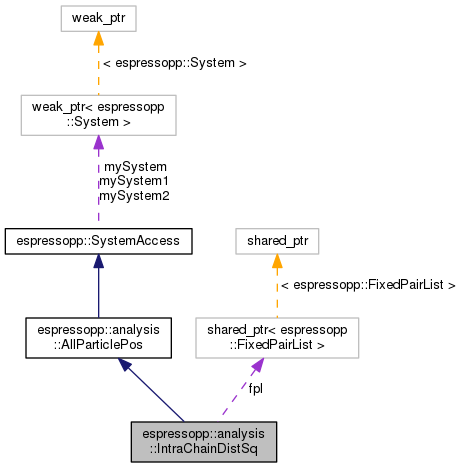 weak_ptr
< espressopp::System >
weak_ptr< espressopp
::System >
mySystem
mySystem1
mySystem2
espressopp::SystemAccess
shared_ptr
< espressopp::FixedPairList >
espressopp::analysis
::AllParticlePos
shared_ptr< espressopp
::FixedPairList >
fpl
espressopp::analysis
::IntraChainDistSq